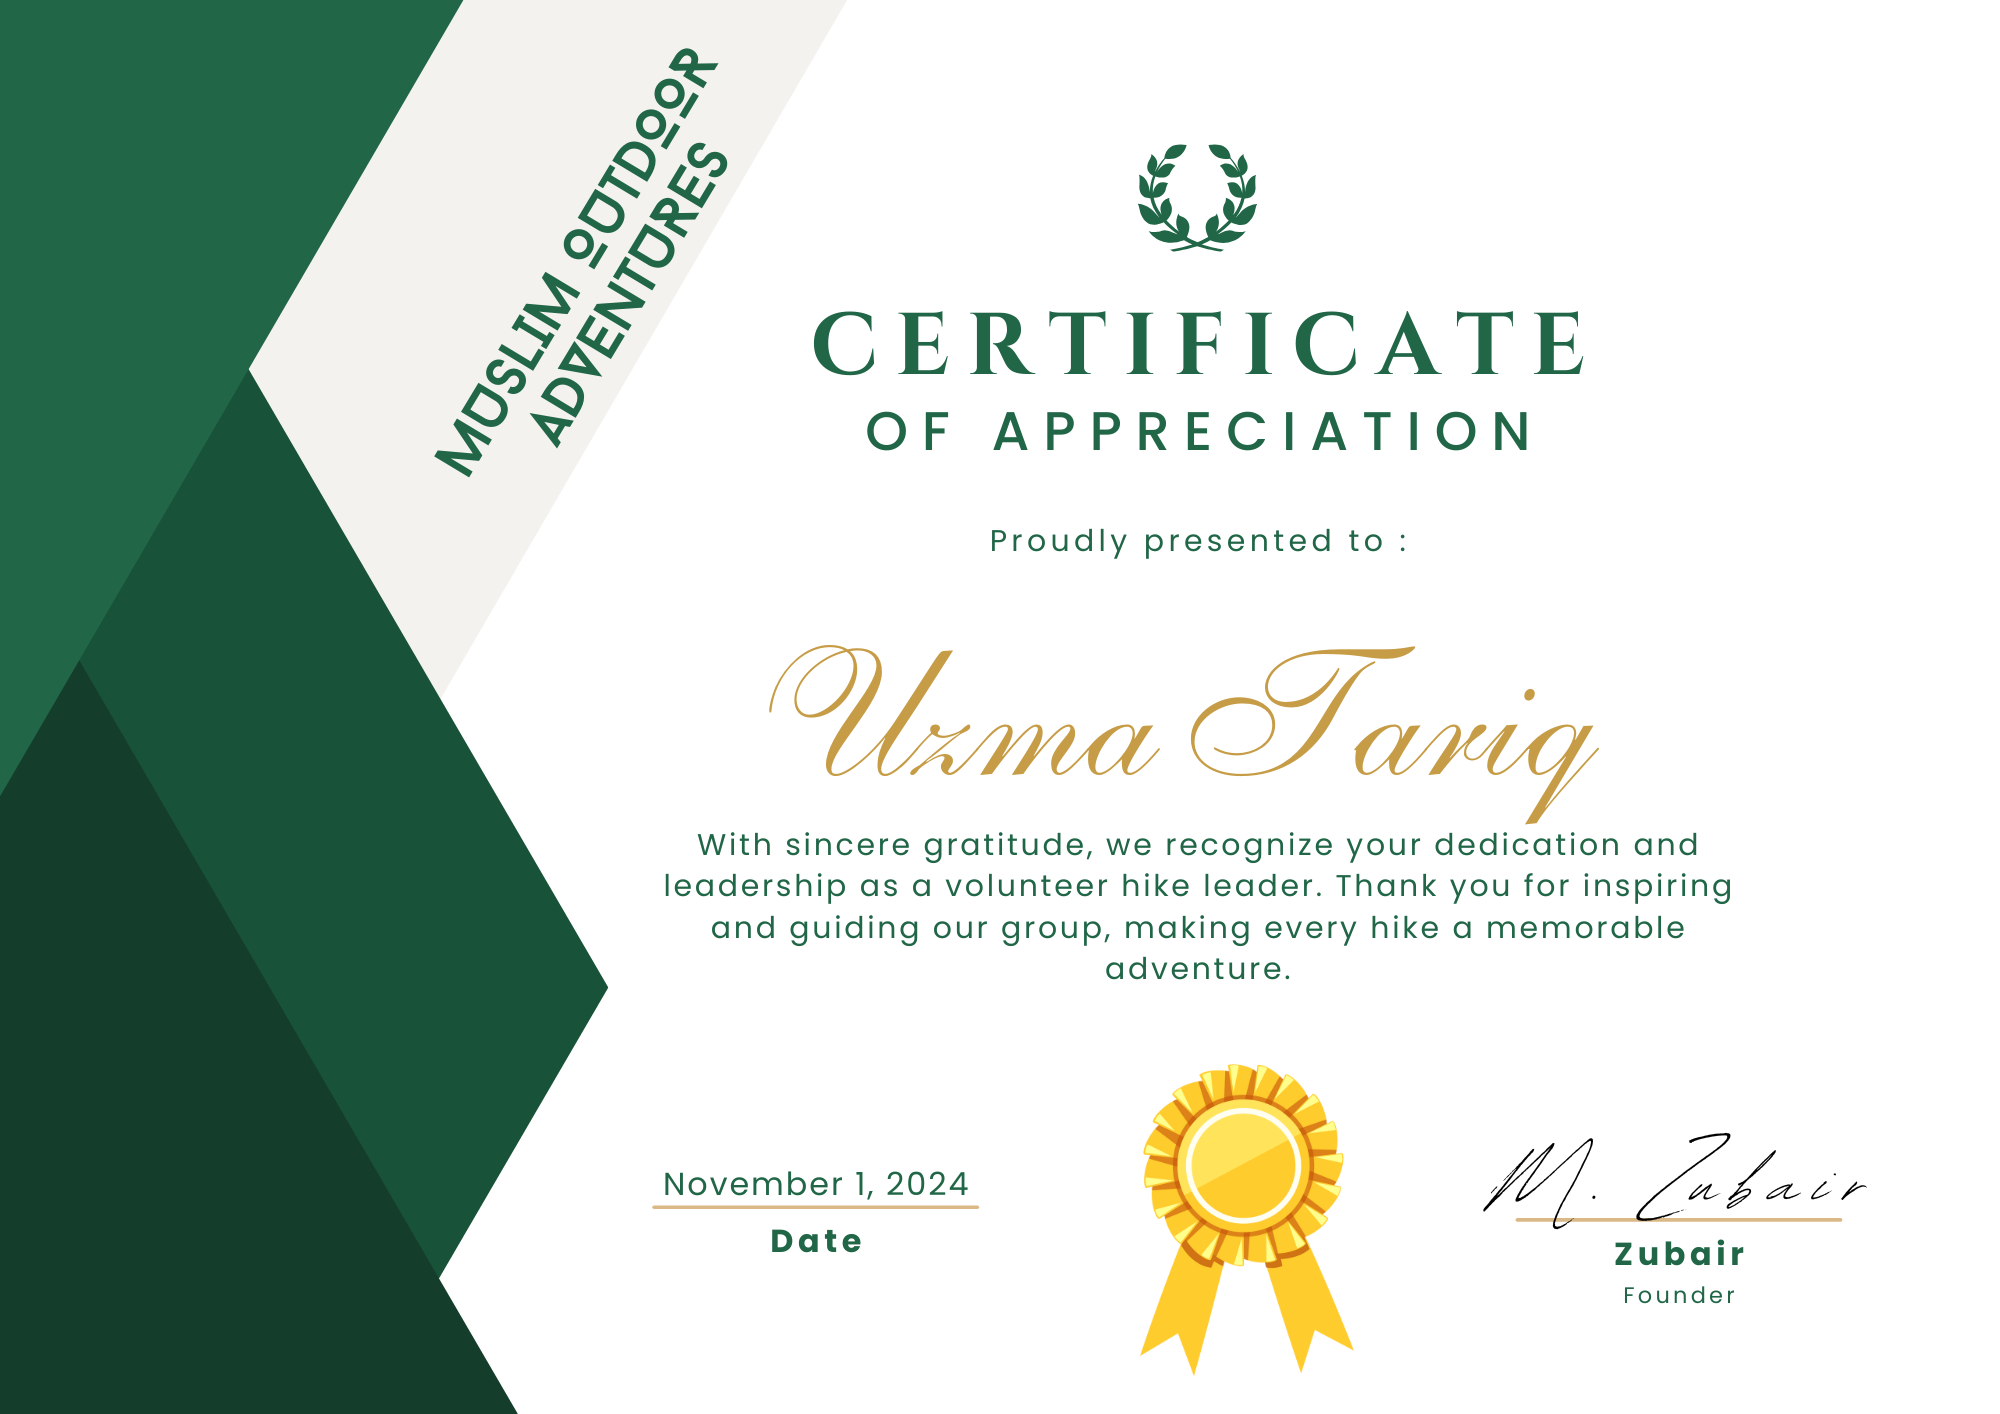 MUSLIM OUTDOOR
ADVENTURES
CERTIFICATE
OF APPRECIATION
Proudly presented to :
Uzma Tariq
With sincere gratitude, we recognize your dedication and
leadership as a volunteer hike leader. Thank you for inspiring
and guiding our group, making every hike a memorable
adventure.
November 1, 2024
Date
M. Zubair
Zubair
Founder